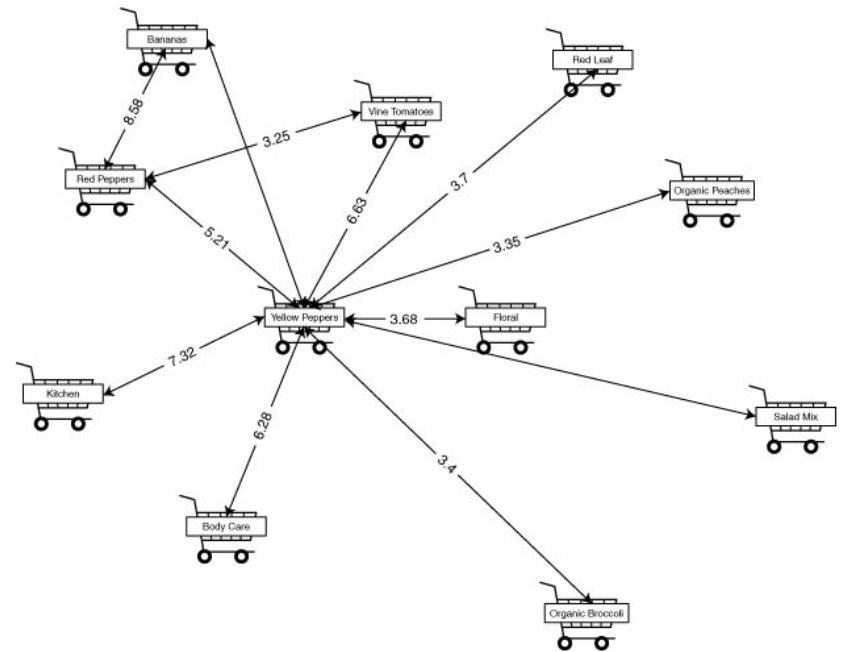 Bananas
Red Leaf
8.58
Vine Tomatoes
3.25
Red Peppers
3.7
Organic Peaches
6.63
5.21
3.35
Yellow Peppers
3.68
Floral
7.32
Kitchen
Salad Mix
6.28
3.4
Body Care
Organic Broccoli